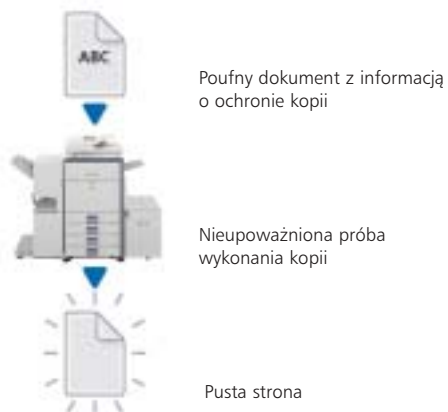 ABC
Poufny dokument z informacją
o ochronie kopii
Nieupoważniona próba
wykonania kopii
Pusta strona